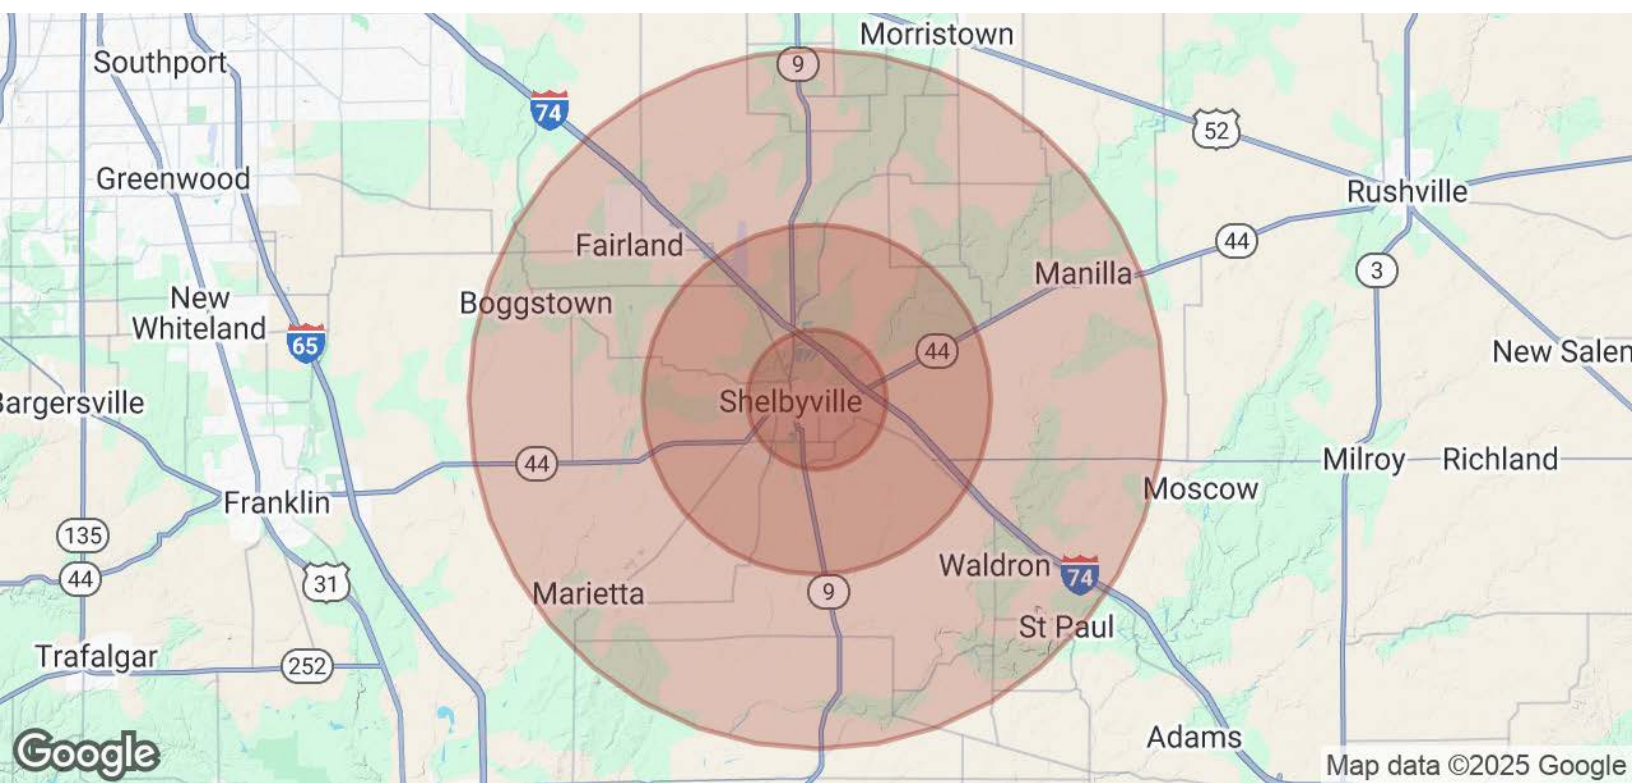 Morristown
Southport
9
74
52
Greenwood
Rushville
44
Fairland
3
Manilla
Boggstown
New
Whiteland
65
44
New Salem
Bargersville
Shelbyville
44
Milroy
Richland
Franklin
Moscow
135
44
31
Waldron
74
Marietta
9
St Paul
Trafalgar
252
Adams
Google
Map data ©2025 Google